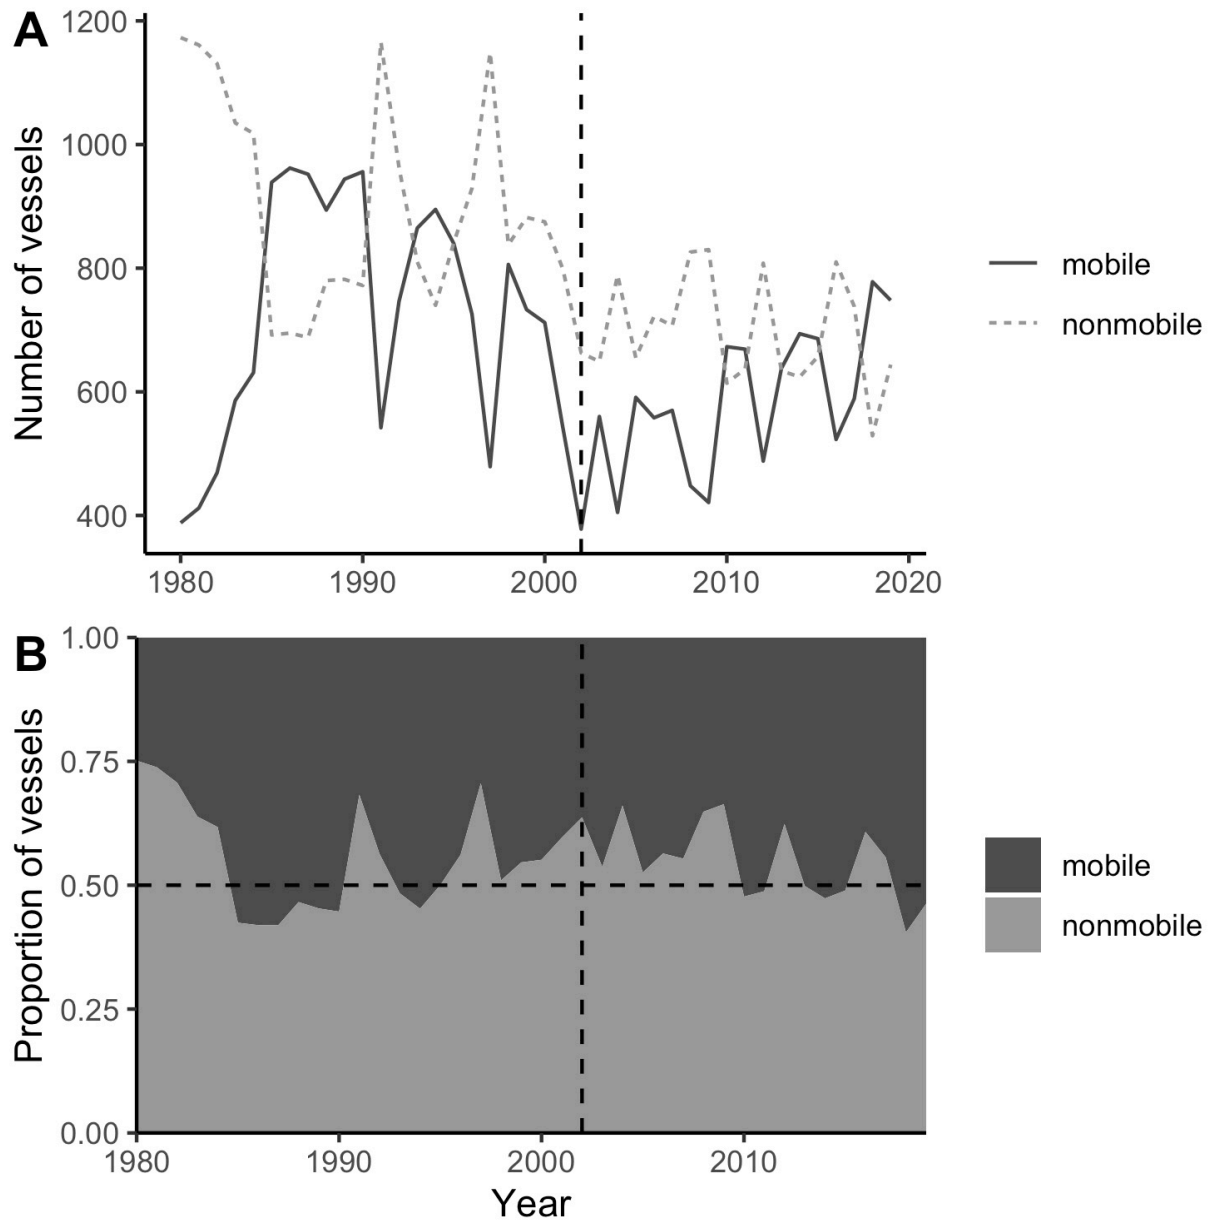 A
Number of vessels
1200
1000
800
600
400
1980 1990 2000 2010 2020
mobile
nonmobile
B
Proportion of vessels
1.00
0.75
0.50
0.25
0.00
1980 1990 2000 2010
Year
mobile
nonmobile